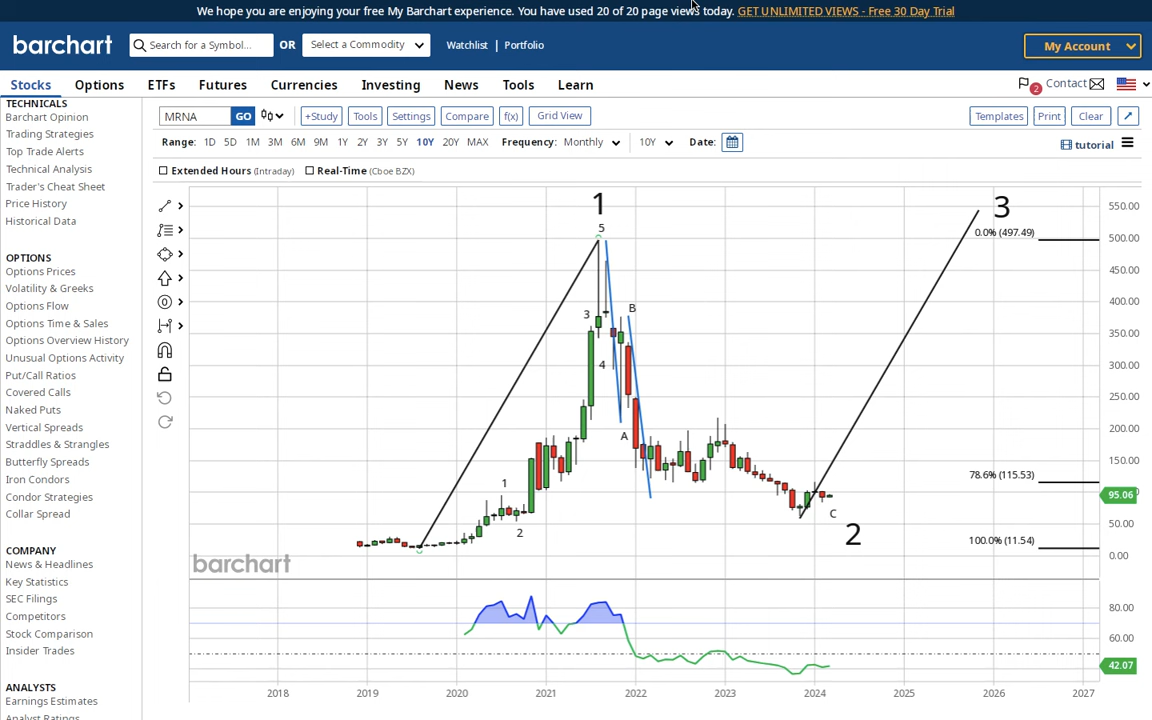 We hope you are enjoying your free My Barchart experience. You have used 20 of 20 page views today. GET UNLIMITED VIEWS - Free 30 Day Trial
barchart Search for a Symbol... OR Select a Commodity Watchlist | Portfolio My Account
Stocks Options ETFs Futures Currencies Investing News Tools Learn 2 Contact
TECHNICALS
Barchart Opinion
Trading Strategies
Top Trade Alerts
Technical Analysis
Trader's Cheat Sheet
Price History
Historical Data
OPTIONS
Options Prices
Volatility & Greeks
Options Flow
Options Time & Sales
Options Overview History
Unusual Options Activity
Put/Call Ratios
Covered Calls
Naked Puts
Vertical Spreads
Straddles & Strangles
Butterfly Spreads
Iron Condors
Condor Strategies
Collar Spread
COMPANY
News & Headlines
Key Statistics
SEC Filings
Competitors
Stock Comparison
Insider Trades
ANALYSTS
Earnings Estimates
Analyst Ratings
MRNA GO +Study Tools Settings Compare f(x) Grid View Templates Print Clear
Range: 1D 5D 1M 3M 6M 9M 1Y 2Y 3Y 5Y 10Y 20Y MAX Frequency: Monthly 10Y Date: tutorial
Extended Hours (Intraday) Real-Time (Cboe BZX)
1
3
5
0.0% (497.49)
B
3
4
A
1
78.6% (115.53)
C
2
2
100.0% (11.54)
barchart
550.00
500.00
450.00
400.00
350.00
300.00
250.00
200.00
150.00
95.06
50.00
0.00
80.00
60.00
42.07
2018 2019 2020 2021 2022 2023 2024 2025 2026 2027